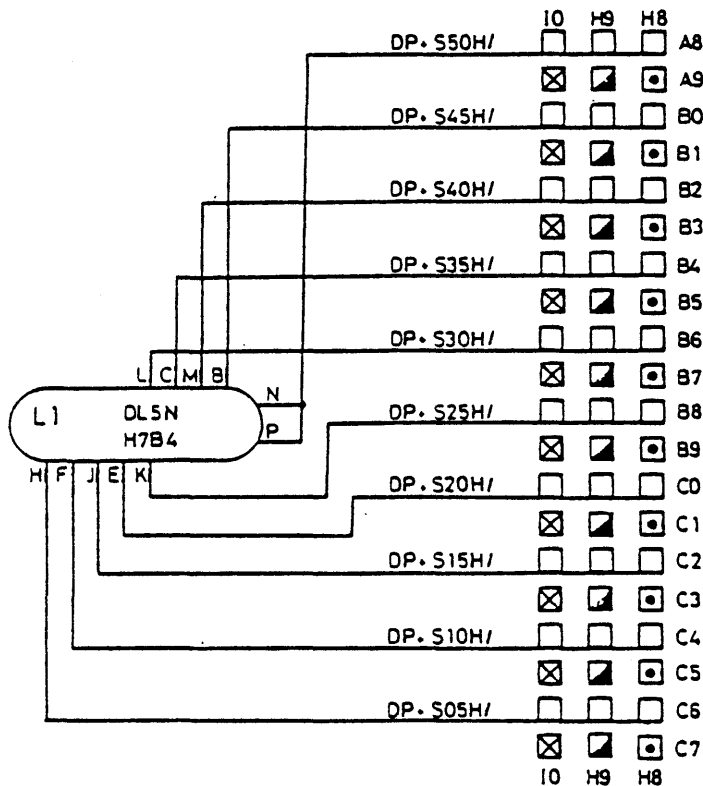 I0 H9 H8
DP. S50H/ A8
A9
DP. S45H/ B0
B1
DP. S40H/ B2
B3
DP. S35H/ B4
B5
DP. S30H/ B6
L C M B
B7
N
L1 DL5N
DP. S25H/ B8
H7B4 P
B9
H F J E K
DP. S20H/ C0
C1
DP. S15H/ C2
C3
DP. S10H/ C4
C5
DP. S05H/ C6
C7
I0 H9 H8